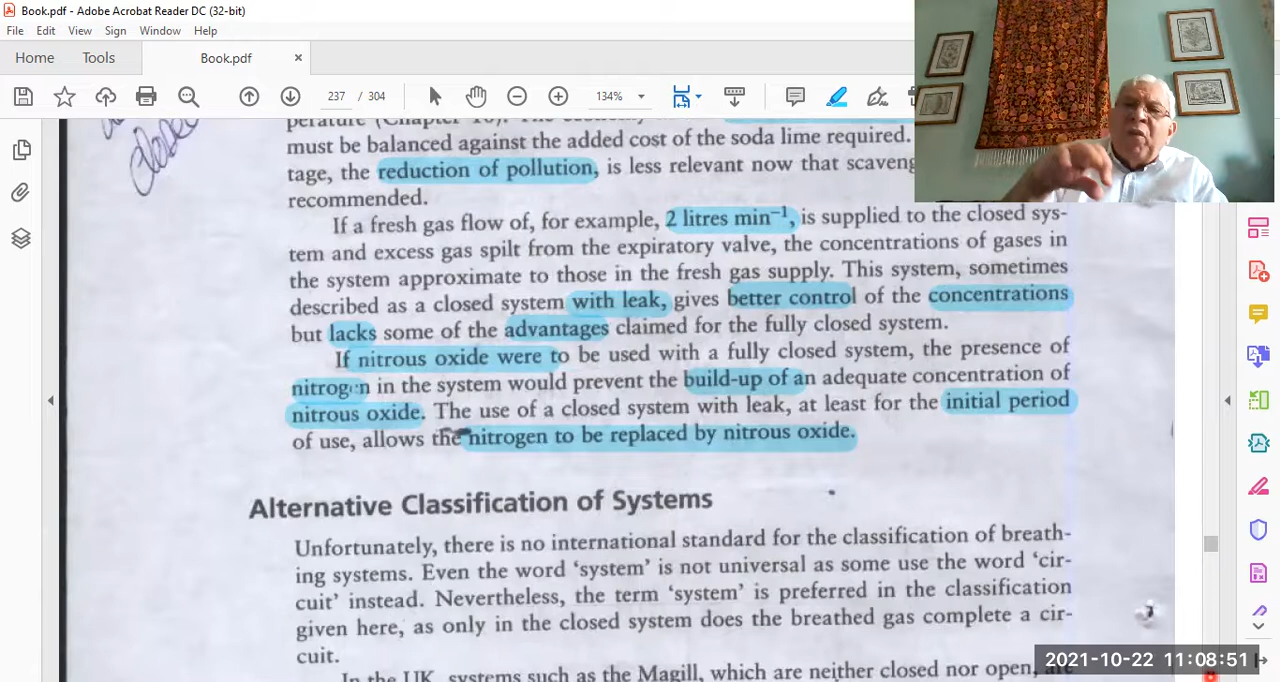 Book.pdf - Adobe Acrobat Reader DC (32-bit)
File Edit View Sign Window Help
Home Tools Book.pdf ×
237 / 304 134%
must be balanced against the added cost of the soda lime required.
tage, the reduction of pollution, is less relevant now that scaveng
recommended.
If a fresh gas flow of, for example, 2 litres min⁻¹, is supplied to the closed sys-
tem and excess gas spilt from the expiratory valve, the concentrations of gases in
the system approximate to those in the fresh gas supply. This system, sometimes
described as a closed system with leak, gives better control of the concentrations
but lacks some of the advantages claimed for the fully closed system.
If nitrous oxide were to be used with a fully closed system, the presence of
nitrogen in the system would prevent the build-up of an adequate concentration of
nitrous oxide. The use of a closed system with leak, at least for the initial period
of use, allows the nitrogen to be replaced by nitrous oxide.
Alternative Classification of Systems
Unfortunately, there is no international standard for the classification of breath-
ing systems. Even the word ‘system’ is not universal as some use the word ‘cir-
cuit’ instead. Nevertheless, the term ‘system’ is preferred in the classification
given here, as only in the closed system does the breathed gas complete a cir-
cuit.
In the UK, systems such as the Magill, which are neither closed nor open, are
2021-10-22 11:08:51